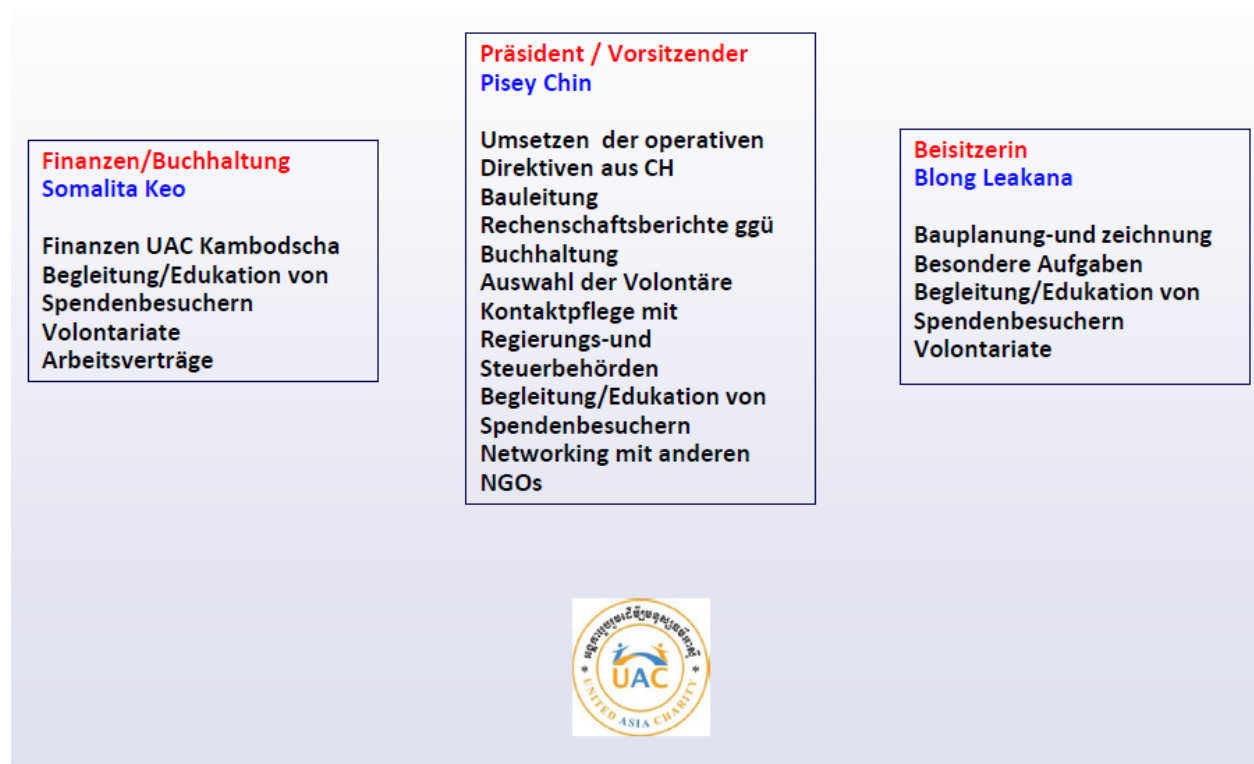 Präsident / Vorsitzender
Pisey Chin
Umsetzen der operativen
Direktiven aus CH
Bauleitung
Rechenschaftsberichte ggü
Buchhaltung
Auswahl der Volontäre
Kontaktpflege mit
Regierungs-und
Steuerbehörden
Begleitung/Edukation von
Spendenbesuchern
Networking mit anderen
NGOs
Finanzen/Buchhaltung
Somalita Keo
Finanzen UAC Kambodscha
Begleitung/Edukation von
Spendenbesuchern
Volontariate
Arbeitsverträge
Beisitzerin
Blong Leakana
Bauplanung-und zeichnung
Besondere Aufgaben
Begleitung/Edukation von
Spendenbesuchern
Volontariate
UAC
UNITED ASIA CHARITY